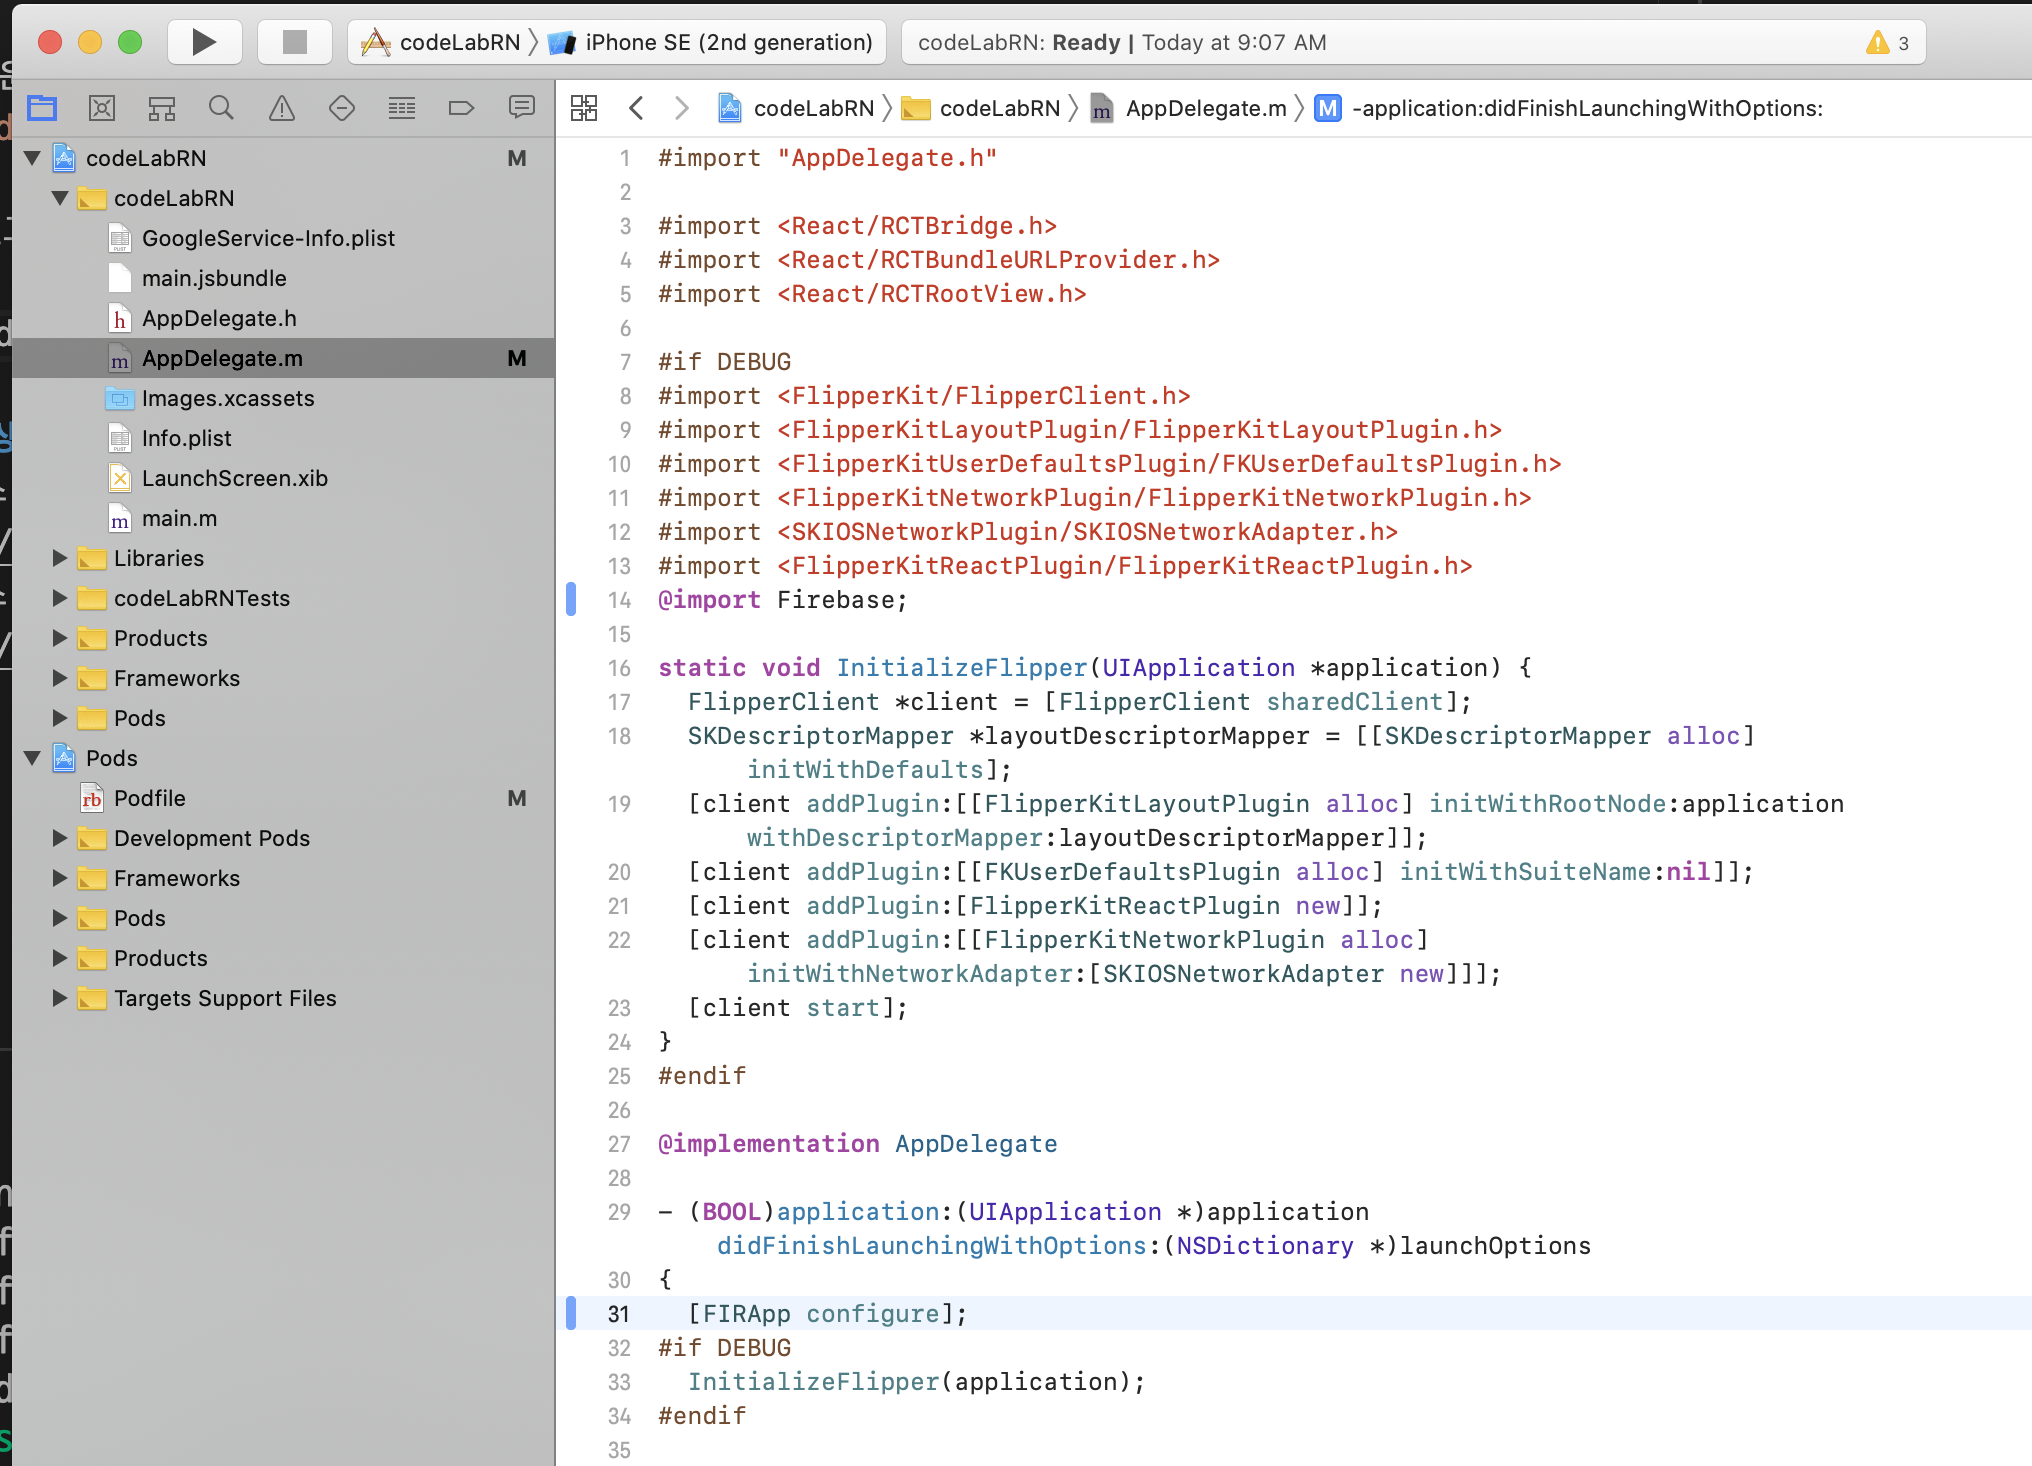 codeLabRN 〉 iPhone SE (2nd generation)
codeLabRN: Ready | Today at 9:07 AM
3
codeLabRN 〉 codeLabRN 〉 AppDelegate.m 〉 M -application:didFinishLaunchingWithOptions:
codeLabRN M
codeLabRN
GoogleService-Info.plist
main.jsbundle
AppDelegate.h
AppDelegate.m M
Images.xcassets
Info.plist
LaunchScreen.xib
main.m
Libraries
codeLabRNTests
Products
Frameworks
Pods
Pods
Podfile M
Development Pods
Frameworks
Pods
Products
Targets Support Files
1 #import "AppDelegate.h"
2
3 #import <React/RCTBridge.h>
4 #import <React/RCTBundleURLProvider.h>
5 #import <React/RCTRootView.h>
6
7 #if DEBUG
8 #import <FlipperKit/FlipperClient.h>
9 #import <FlipperKitLayoutPlugin/FlipperKitLayoutPlugin.h>
10 #import <FlipperKitUserDefaultsPlugin/FKUserDefaultsPlugin.h>
11 #import <FlipperKitNetworkPlugin/FlipperKitNetworkPlugin.h>
12 #import <SKIOSNetworkPlugin/SKIOSNetworkAdapter.h>
13 #import <FlipperKitReactPlugin/FlipperKitReactPlugin.h>
14 @import Firebase;
15
16 static void InitializeFlipper(UIApplication *application) {
17 FlipperClient *client = [FlipperClient sharedClient];
18 SKDescriptorMapper *layoutDescriptorMapper = [[SKDescriptorMapper alloc]
initWithDefaults];
19 [client addPlugin:[[FlipperKitLayoutPlugin alloc] initWithRootNode:application
withDescriptorMapper:layoutDescriptorMapper]];
20 [client addPlugin:[[FKUserDefaultsPlugin alloc] initWithSuiteName:nil]];
21 [client addPlugin:[FlipperKitReactPlugin new]];
22 [client addPlugin:[[FlipperKitNetworkPlugin alloc]
initWithNetworkAdapter:[SKIOSNetworkAdapter new]]];
23 [client start];
24 }
25 #endif
26
27 @implementation AppDelegate
28
29 - (BOOL)application:(UIApplication *)application
didFinishLaunchingWithOptions:(NSDictionary *)launchOptions
30 {
31 [FIRApp configure];
32 #if DEBUG
33 InitializeFlipper(application);
34 #endif
35